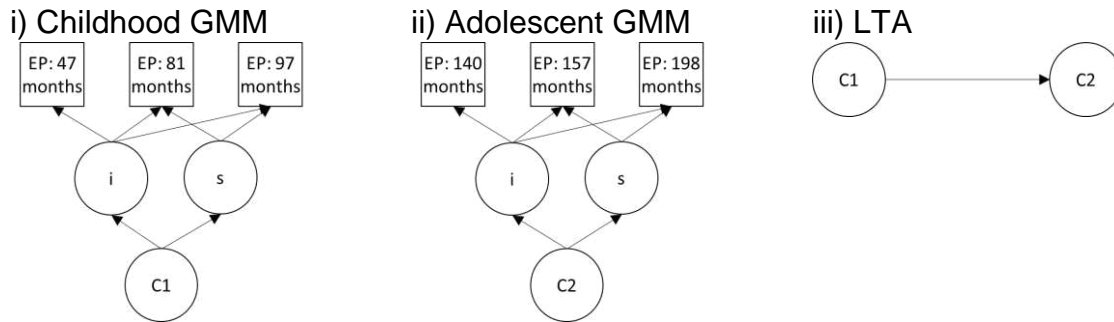 i) Childhood GMM
ii) Adolescent GMM
iii) LTA
EP: 47
months
EP: 81
months
EP: 97
months
i
s
C1
EP: 140
months
EP: 157
months
EP: 198
months
i
s
C2
C1
C2